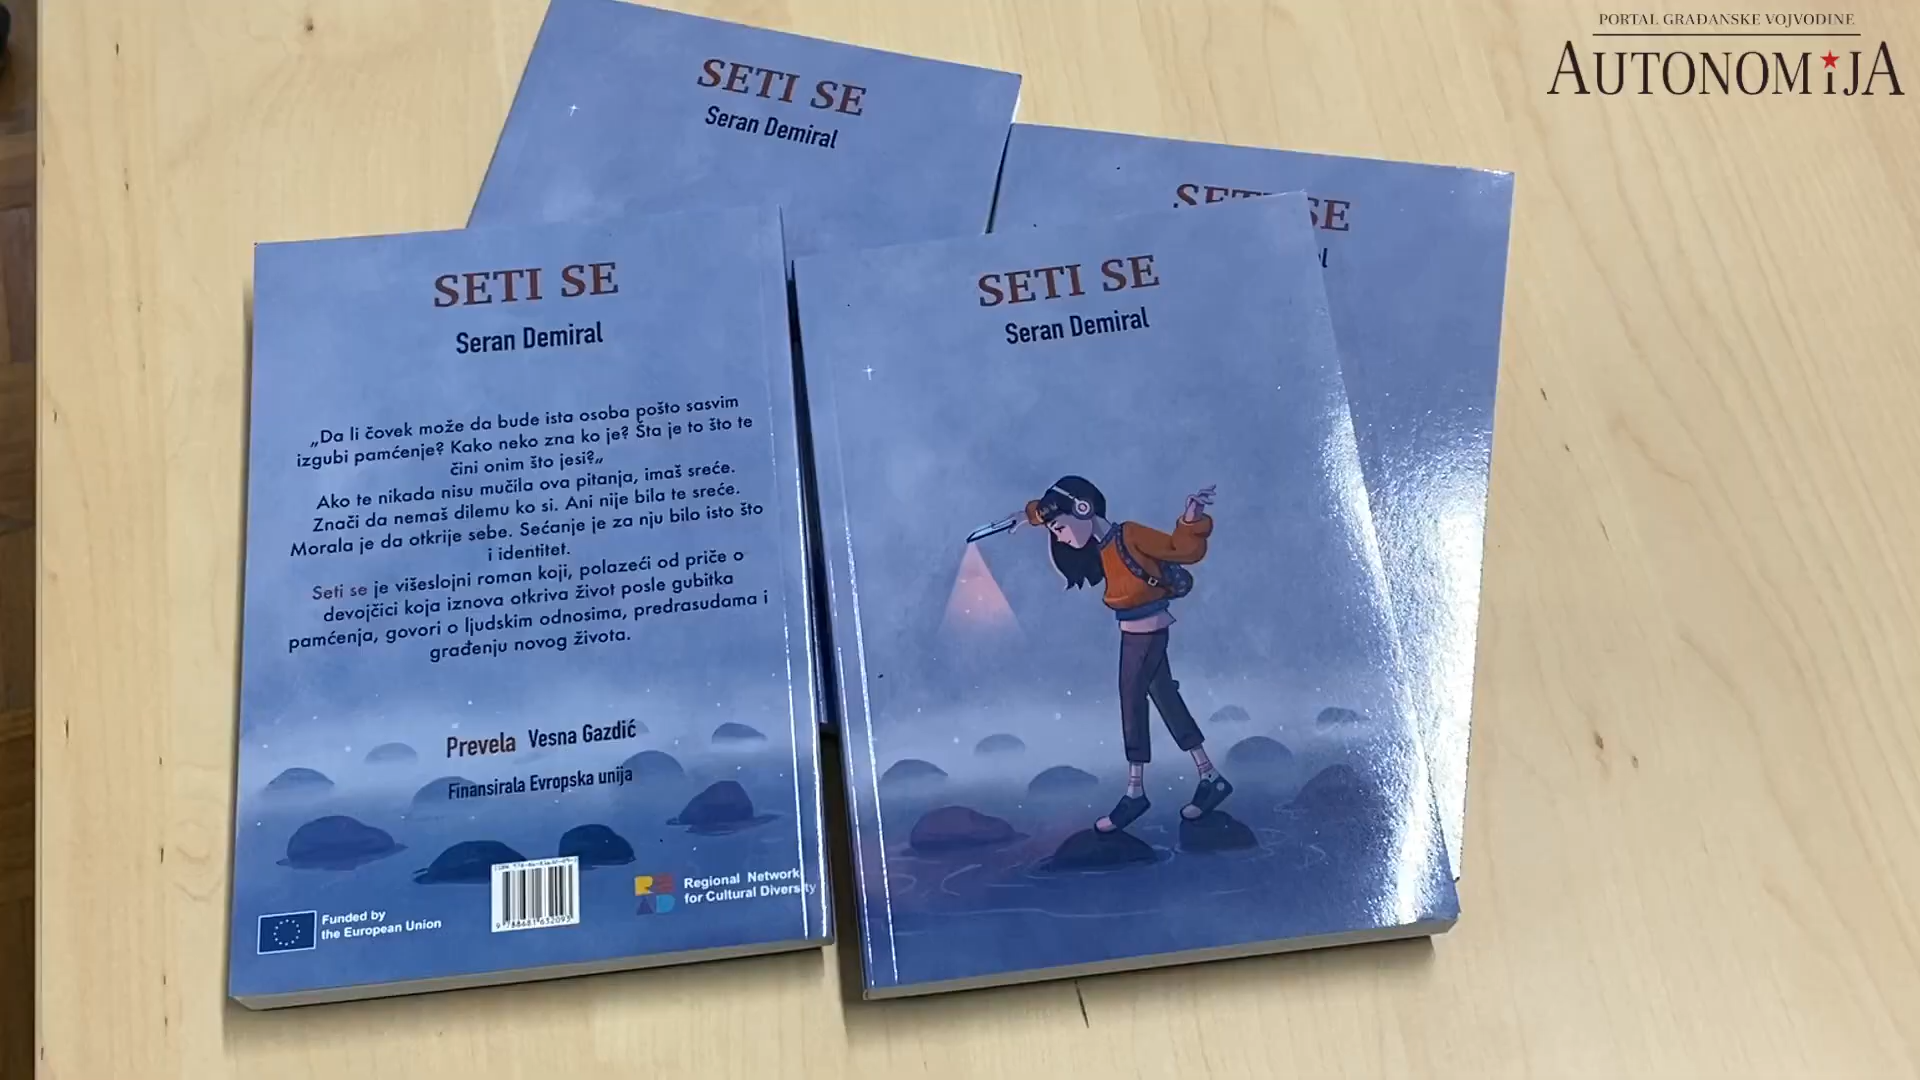 PORTAL GRAĐANSKE VOJVODINE
AUTONOMIJA
SETI SE
Seran Demiral
SETI SE
SETI SE
Seran Demiral
„Da li čovek može da bude ista osoba pošto sasvim
izgubi pamćenje? Kako neko zna ko je? Šta je to što te
čini onim što jesi?„
Ako te nikada nisu mučila ova pitanja, imaš sreće.
Znači da nemaš dilemu ko si. Ani nije bila te sreće.
Morala je da otkrije sebe. Sećanje je za nju bilo isto što
i identitet.
Seti se je višeslojni roman koji, polazeći od priče o
devojčici koja iznova otkriva život posle gubitka
pamćenja, govori o ljudskim odnosima, predrasudama i
građenju novog života.
Prevela Vesna Gazdić
Finansirala Evropska unija
Funded by
the European Union
Regional Network
for Cultural Diversity
SETI SE
Seran Demiral